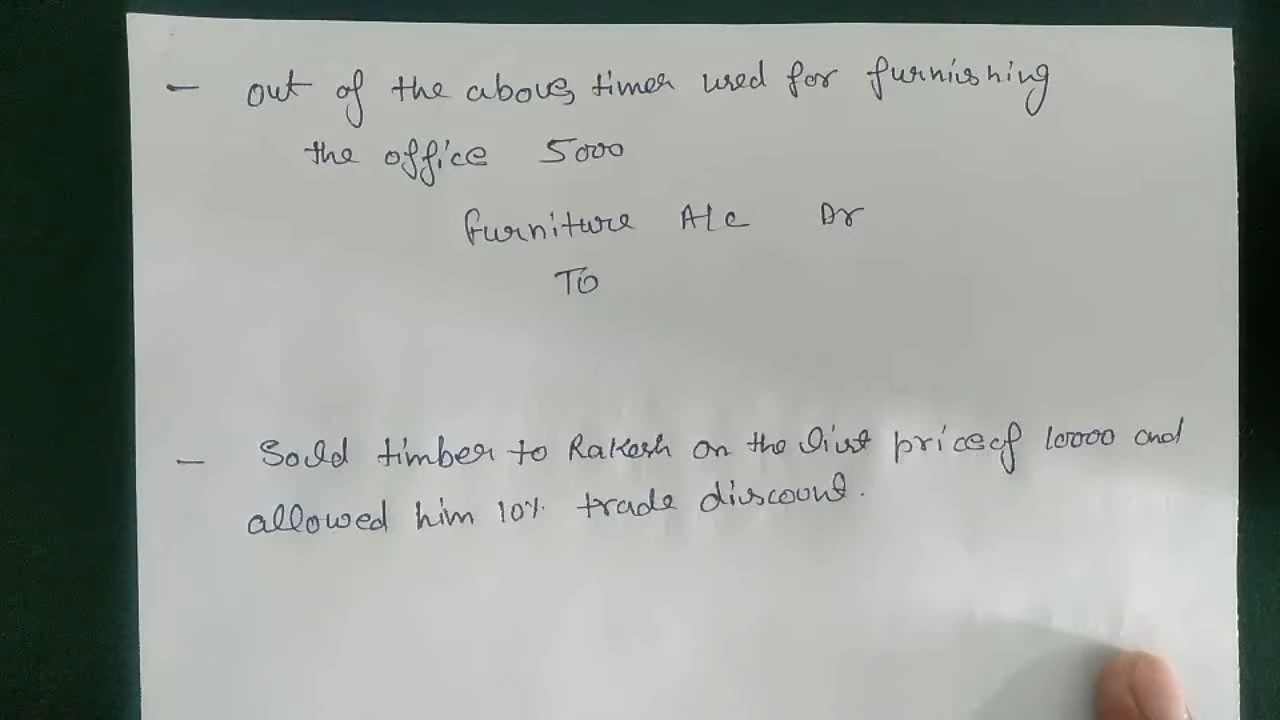 - out of the above, timer used for furnishing
the office 5000
furniture A/c Dr
To
- Sold timber to Rakesh on the list price of 10000 and
allowed him 10% trade discount.